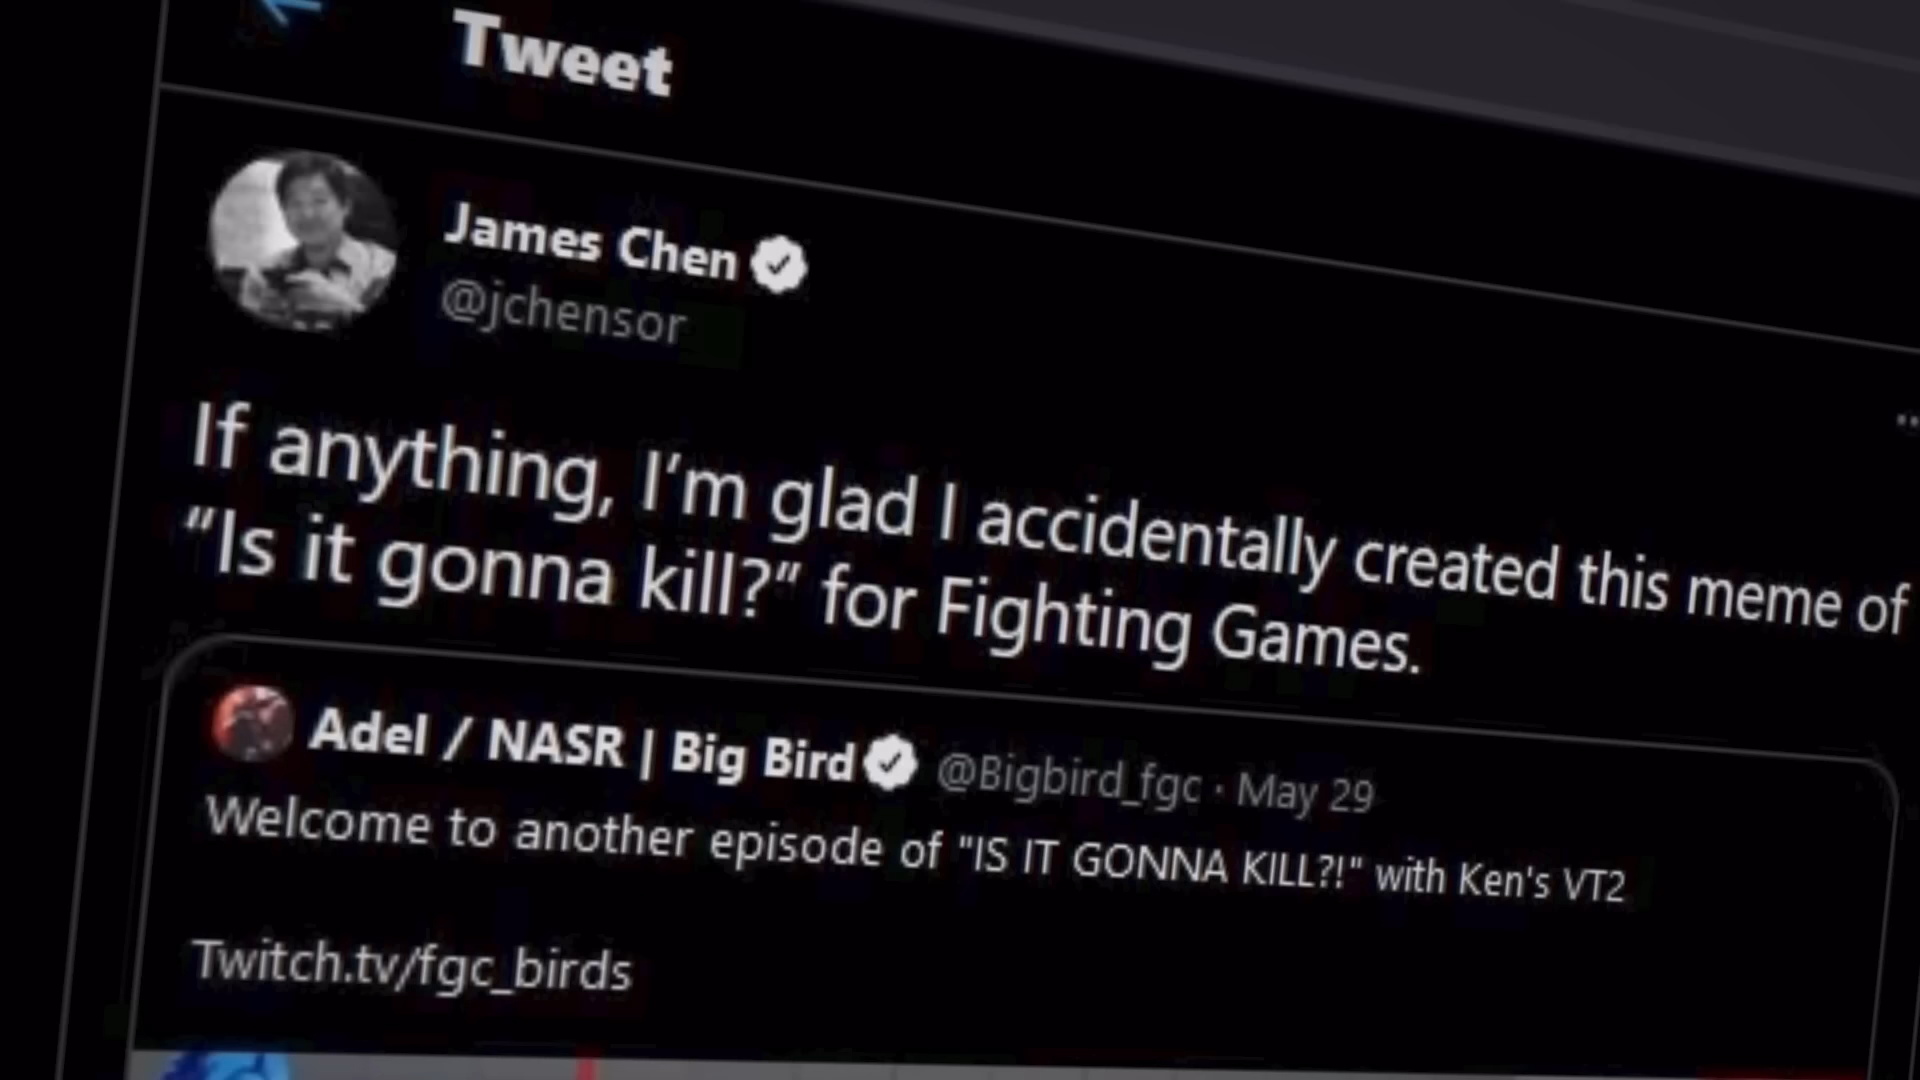 Tweet
James Chen
@jchensor
If anything, I'm glad I accidentally created this meme of
“Is it gonna kill?” for Fighting Games.
Adel / NASR | Big Bird @Bigbird_fgc · May 29
Welcome to another episode of "IS IT GONNA KILL?!" with Ken's VT2
Twitch.tv/fgc_birds